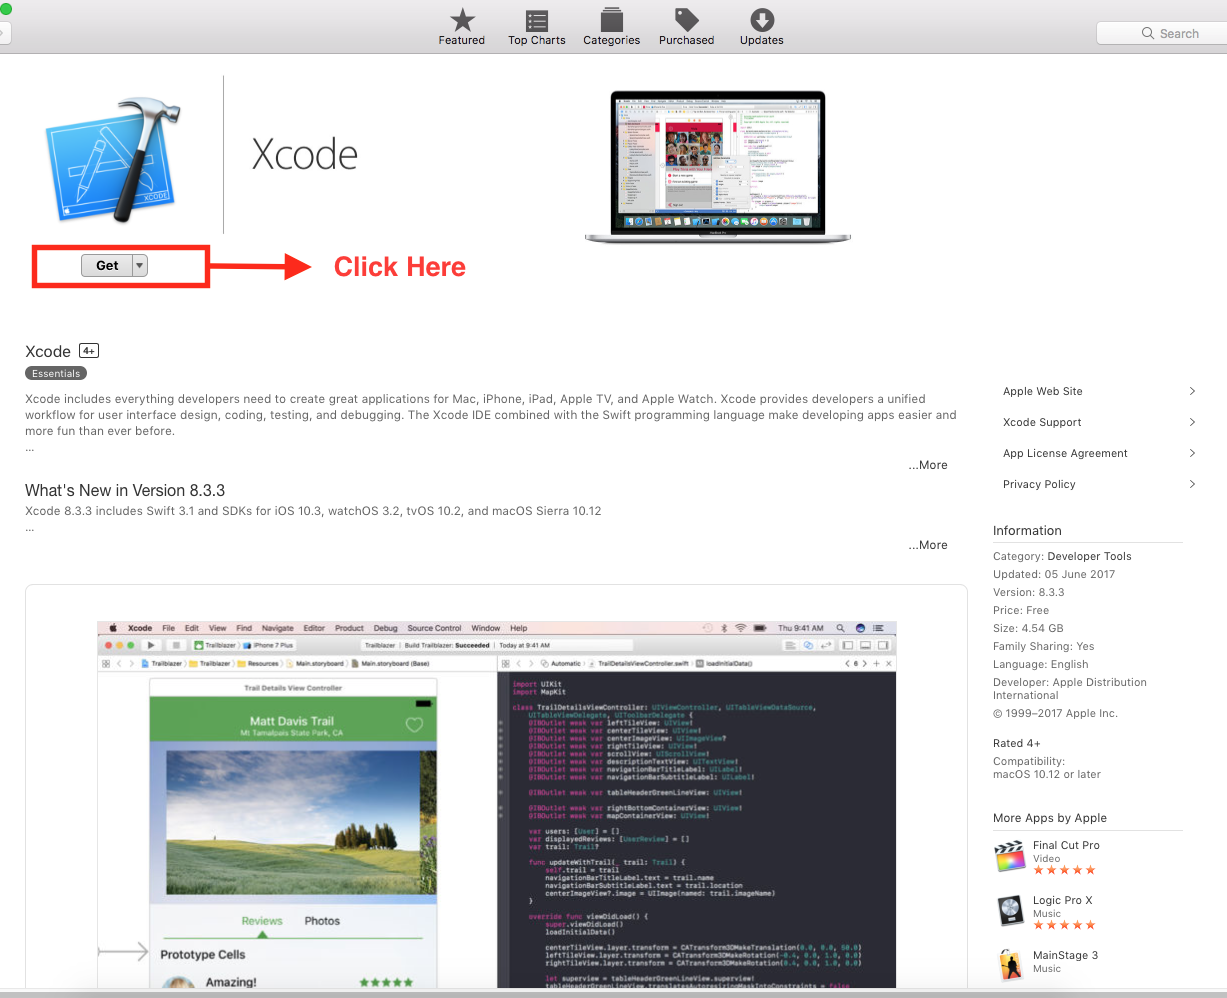 Featured
Top Charts
Categories
Purchased
Updates
Search
XCODE
Xcode
Get
Click Here
Xcode 4+
Essentials
Xcode includes everything developers need to create great applications for Mac, iPhone, iPad, Apple TV, and Apple Watch. Xcode provides developers a unified
workflow for user interface design, coding, testing, and debugging. The Xcode IDE combined with the Swift programming language make developing apps easier and
more fun than ever before.
...
...More
What's New in Version 8.3.3
Xcode 8.3.3 includes Swift 3.1 and SDKs for iOS 10.3, watchOS 3.2, tvOS 10.2, and macOS Sierra 10.12
...
...More
Xcode File Edit View Find Navigate Editor Product Debug Source Control Window Help Thu 9:41 AM
Trailblazer iPhone 7 Plus Trailblazer | Build Trailblazer: Succeeded | Today at 9:41 AM
Trailblazer Trailblazer Resources Main.storyboard Main.storyboard (Base)
Automatic TrailDetailsViewController.swift loadInitialData() < 6 > + ×
Trail Details View Controller
Matt Davis Trail
Mt Tamalpais State Park, CA
Reviews Photos
Prototype Cells
Amazing!
import UIKit
import MapKit
class TrailDetailsViewController: UIViewController, UITableViewDataSource,
UITableViewDelegate, UIToolbarDelegate {
@IBOutlet weak var leftTileView: UIView!
@IBOutlet weak var centerTileView: UIView!
@IBOutlet weak var centerImageView: UIImageView?
@IBOutlet weak var rightTileView: UIView!
@IBOutlet weak var scrollView: UIScrollView!
@IBOutlet weak var descriptionTextView: UITextView!
@IBOutlet weak var navigationBarTitleLabel: UILabel!
@IBOutlet weak var navigationBarSubtitleLabel: UILabel!
@IBOutlet weak var tableHeaderGreenLineView: UIView!
@IBOutlet weak var rightBottomContainerView: UIView!
@IBOutlet weak var mapContainerView: UIView!
var users: [User] = []
var displayedReviews: [UserReview] = []
var trail: Trail?
func updateWithTrail(_ trail: Trail) {
self.trail = trail
navigationBarTitleLabel.text = trail.name
navigationBarSubtitleLabel.text = trail.location
centerImageView?.image = UIImage(named: trail.imageName)
}
override func viewDidLoad() {
super.viewDidLoad()
loadInitialData()
centerTileView.layer.transform = CATransform3DMakeTranslation(0.0, 0.0, 50.0)
leftTileView.layer.transform = CATransform3DMakeRotation(-0.4, 0.0, 1.0, 0.0)
rightTileView.layer.transform = CATransform3DMakeRotation(0.4, 0.0, 1.0, 0.0)
let superview = tableHeaderGreenLineView.superview!
tableHeaderGreenLineView.translatesAutoresizingMaskIntoConstraints = false
Apple Web Site
Xcode Support
App License Agreement
Privacy Policy
Information
Category: Developer Tools
Updated: 05 June 2017
Version: 8.3.3
Price: Free
Size: 4.54 GB
Family Sharing: Yes
Language: English
Developer: Apple Distribution
International
© 1999–2017 Apple Inc.
Rated 4+
Compatibility:
macOS 10.12 or later
More Apps by Apple
Final Cut Pro
Video
Logic Pro X
Music
MainStage 3
Music